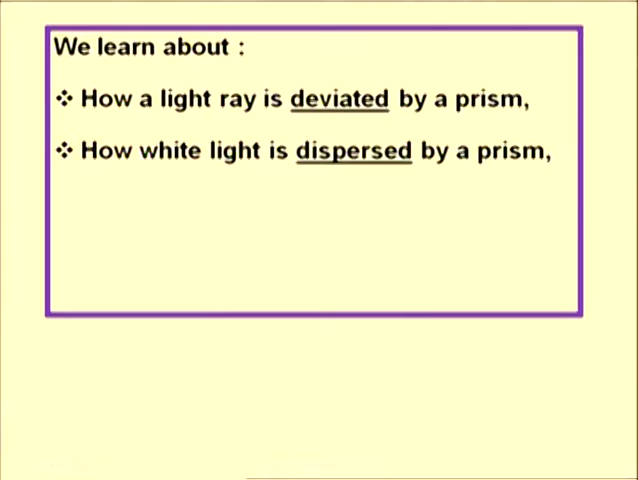 We learn about :
❖ How a light ray is deviated by a prism,
❖ How white light is dispersed by a prism,